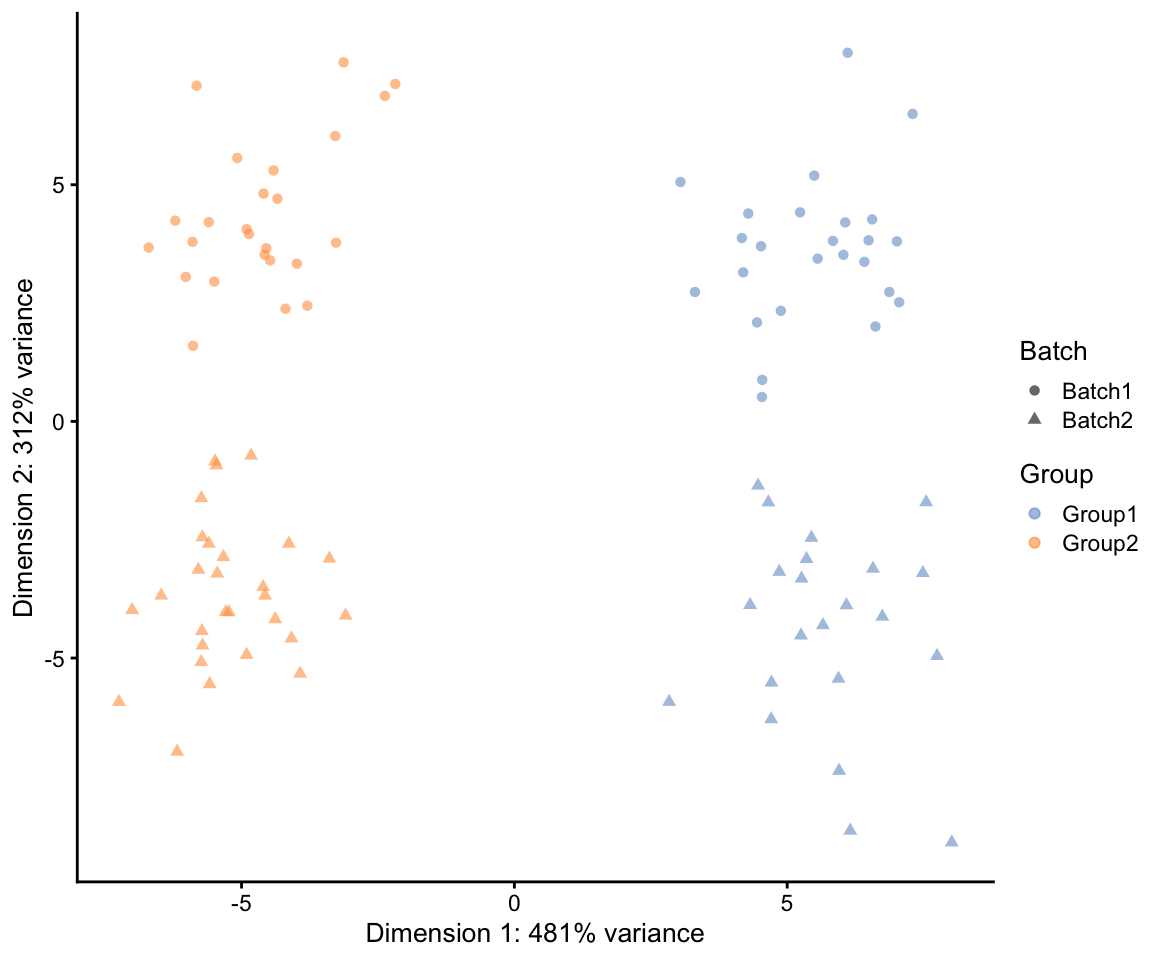 5
0
-5
Dimension 2: 312% variance
-5
0
5
Dimension 1: 481% variance
Batch
Batch1
Batch2
Group
Group1
Group2